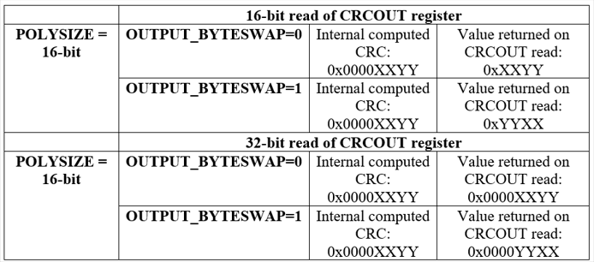 16-bit read of CRCOUT register
POLYSIZE = OUTPUT_BYTESWAP=0 Internal computed Value returned on
16-bit CRC: CRCOUT read:
0x0000XXYY 0xXXYY
OUTPUT_BYTESWAP=1 Internal computed Value returned on
CRC: CRCOUT read:
0x0000XXYY 0xYYXX
32-bit read of CRCOUT register
POLYSIZE = OUTPUT_BYTESWAP=0 Internal computed Value returned on
16-bit CRC: CRCOUT read:
0x0000XXYY 0x0000XXYY
OUTPUT_BYTESWAP=1 Internal computed Value returned on
CRC: CRCOUT read:
0x0000XXYY 0x0000YYXX